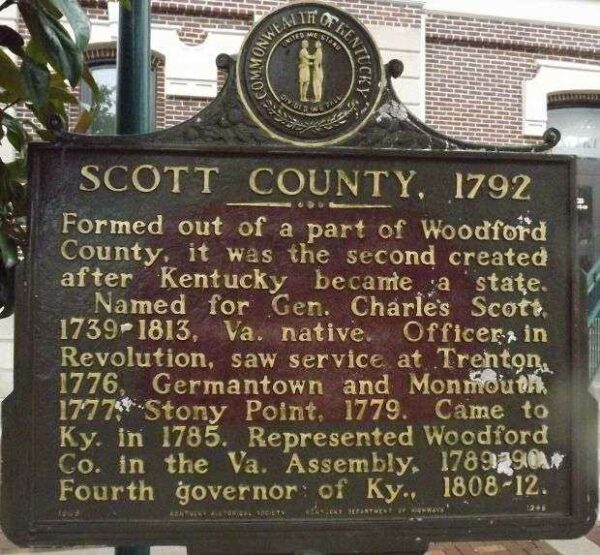 COMMONWEALTH OF KENTUCKY
UNITED WE STAND
DIVIDED WE FALL
SCOTT COUNTY, 1792
Formed out of a part of Woodford
County, it was the second created
after Kentucky became a state.
Named for Gen. Charles Scott,
1739-1813, Va. native. Officer in
Revolution, saw service at Trenton,
1776, Germantown and Monmouth,
1777, Stony Point, 1779. Came to
Ky. in 1785. Represented Woodford
Co. in the Va. Assembly, 1789-90.
Fourth governor of Ky., 1808-12.
KENTUCKY HISTORICAL SOCIETY KENTUCKY DEPARTMENT OF HIGHWAYS